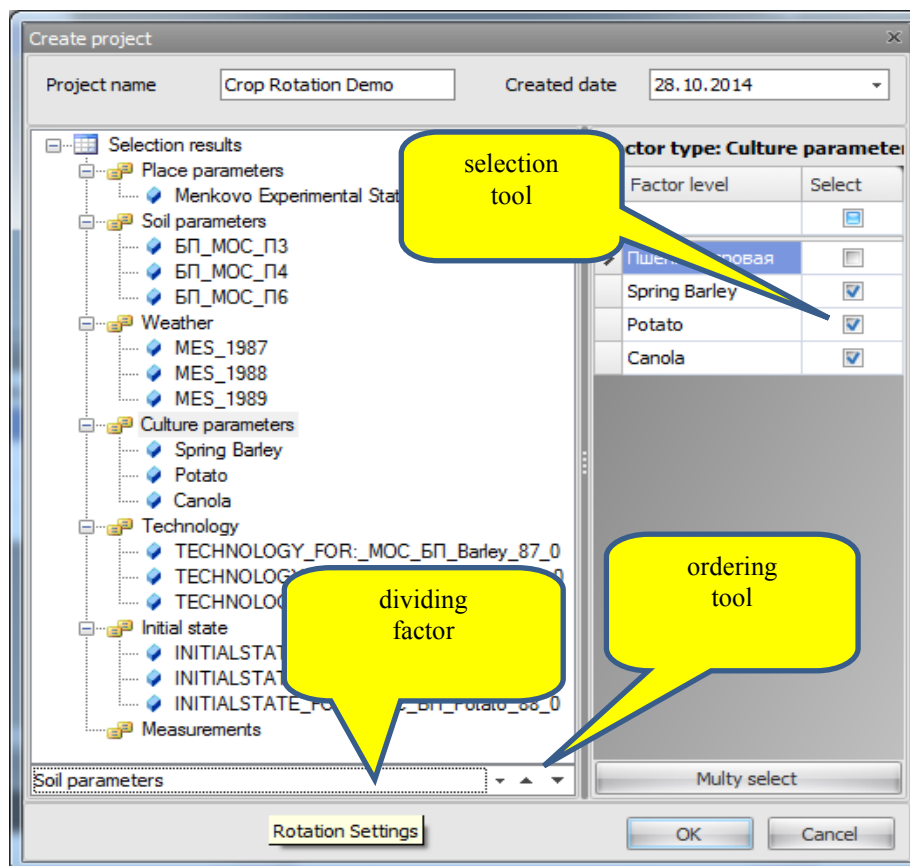 Create project
Project name
Crop Rotation Demo
Created date
28.10.2014
Selection results
Place parameters
Menkovo Experimental Stat
Soil parameters
БП_МОС_П3
БП_МОС_П4
БП_МОС_П6
Weather
MES_1987
MES_1988
MES_1989
Culture parameters
Spring Barley
Potato
Canola
Technology
TECHNOLOGY_FOR:_МОС_БП_Barley_87_0
TECHNOLOG
TECHNOLO
Initial state
INITIALSTAT
INITIALSTAT
INITIALSTATE_FO
Potato_88_0
Measurements
Soil parameters
Rotation Settings
selection
tool
ctor type: Culture parameter
Factor level
Select
Spring Barley
Potato
Canola
dividing
factor
ordering
tool
Multy select
OK
Cancel